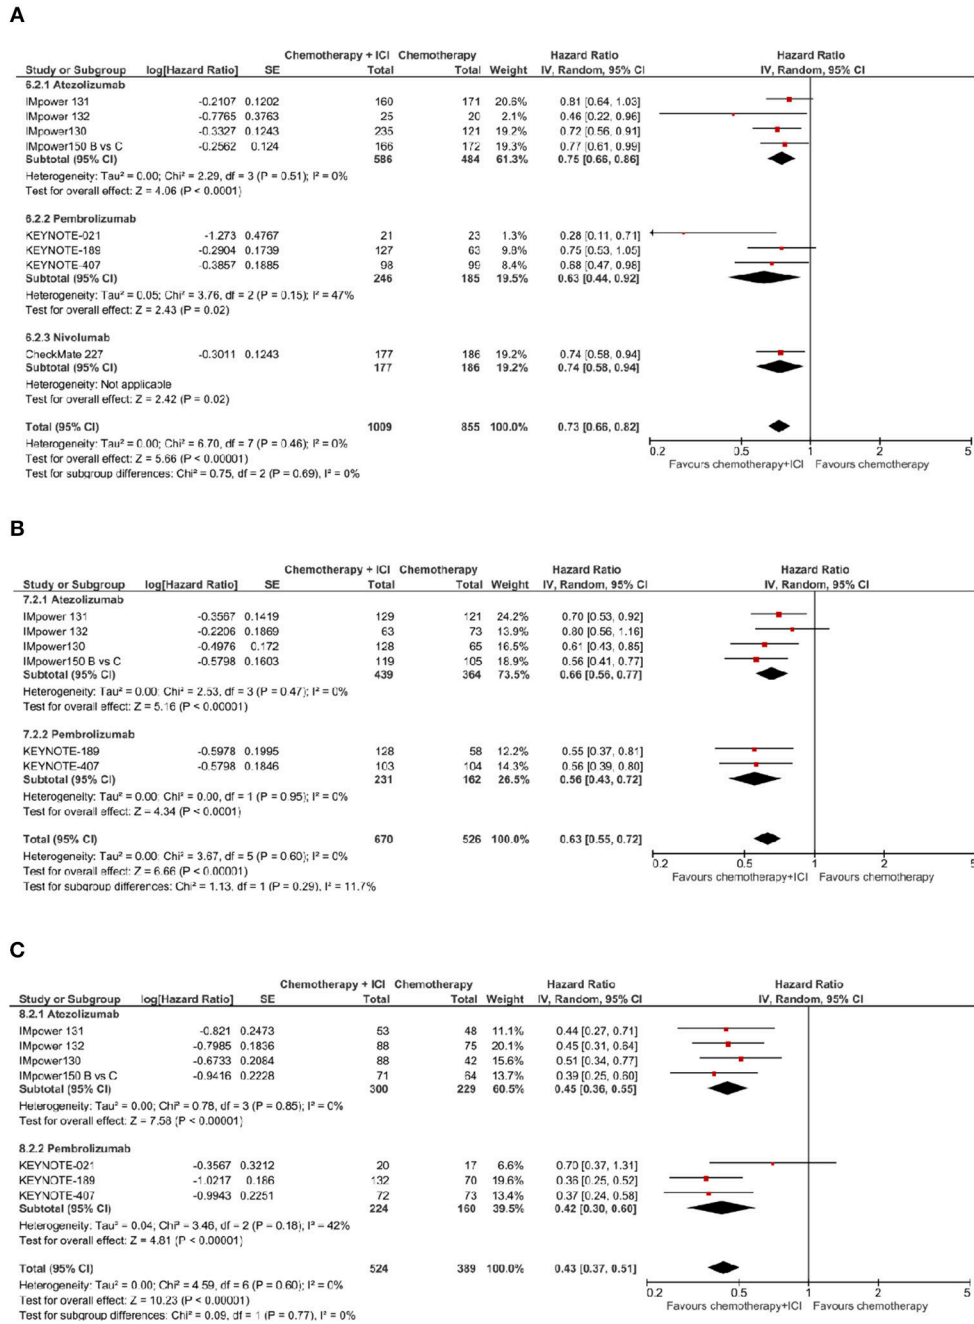 A
Chemotherapy + ICI Chemotherapy Hazard Ratio Hazard Ratio
Study or Subgroup log[Hazard Ratio] SE Total Total Weight IV, Random, 95% CI IV, Random, 95% CI
6.2.1 Atezolizumab
IMpower 131 -0.2107 0.1202 160 171 20.6% 0.81 [0.64, 1.03]
IMpower 132 -0.7765 0.3763 25 20 2.1% 0.46 [0.22, 0.96]
IMpower130 -0.3327 0.1243 235 121 19.2% 0.72 [0.56, 0.91]
IMpower150 B vs C -0.2562 0.124 166 172 19.3% 0.77 [0.61, 0.99]
Subtotal (95% CI) 586 484 61.3% 0.75 [0.66, 0.86]
Heterogeneity: Tau² = 0.00; Chi² = 2.29, df = 3 (P = 0.51); I² = 0%
Test for overall effect: Z = 4.06 (P < 0.0001)
6.2.2 Pembrolizumab
KEYNOTE-021 -1.273 0.4767 21 23 1.3% 0.28 [0.11, 0.71]
KEYNOTE-189 -0.2904 0.1739 127 63 9.8% 0.75 [0.53, 1.05]
KEYNOTE-407 -0.3857 0.1885 98 99 8.4% 0.68 [0.47, 0.98]
Subtotal (95% CI) 246 185 19.5% 0.63 [0.44, 0.92]
Heterogeneity: Tau² = 0.05; Chi² = 3.76, df = 2 (P = 0.15); I² = 47%
Test for overall effect: Z = 2.43 (P = 0.02)
6.2.3 Nivolumab
CheckMate 227 -0.3011 0.1243 177 186 19.2% 0.74 [0.58, 0.94]
Subtotal (95% CI) 177 186 19.2% 0.74 [0.58, 0.94]
Heterogeneity: Not applicable
Test for overall effect: Z = 2.42 (P = 0.02)
Total (95% CI) 1009 855 100.0% 0.73 [0.66, 0.82]
Heterogeneity: Tau² = 0.00; Chi² = 6.70, df = 7 (P = 0.46); I² = 0%
Test for overall effect: Z = 5.66 (P < 0.00001)
Test for subgroup differences: Chi² = 0.75, df = 2 (P = 0.69), I² = 0%
0.2 0.5 1 2 5
Favours chemotherapy+ICI Favours chemotherapy
B
Chemotherapy + ICI Chemotherapy Hazard Ratio Hazard Ratio
Study or Subgroup log[Hazard Ratio] SE Total Total Weight IV, Random, 95% CI IV, Random, 95% CI
7.2.1 Atezolizumab
IMpower 131 -0.3567 0.1419 129 121 24.2% 0.70 [0.53, 0.92]
IMpower 132 -0.2206 0.1869 63 73 13.9% 0.80 [0.56, 1.16]
IMpower130 -0.4976 0.172 128 65 16.5% 0.61 [0.43, 0.85]
IMpower150 B vs C -0.5798 0.1603 119 105 18.9% 0.56 [0.41, 0.77]
Subtotal (95% CI) 439 364 73.5% 0.66 [0.56, 0.77]
Heterogeneity: Tau² = 0.00; Chi² = 2.53, df = 3 (P = 0.47); I² = 0%
Test for overall effect: Z = 5.16 (P < 0.00001)
7.2.2 Pembrolizumab
KEYNOTE-189 -0.5978 0.1995 128 58 12.2% 0.55 [0.37, 0.81]
KEYNOTE-407 -0.5798 0.1846 103 104 14.3% 0.56 [0.39, 0.80]
Subtotal (95% CI) 231 162 26.5% 0.56 [0.43, 0.72]
Heterogeneity: Tau² = 0.00; Chi² = 0.00, df = 1 (P = 0.95); I² = 0%
Test for overall effect: Z = 4.34 (P < 0.0001)
Total (95% CI) 670 526 100.0% 0.63 [0.55, 0.72]
Heterogeneity: Tau² = 0.00; Chi² = 3.67, df = 5 (P = 0.60); I² = 0%
Test for overall effect: Z = 6.66 (P < 0.00001)
Test for subgroup differences: Chi² = 1.13, df = 1 (P = 0.29), I² = 11.7%
0.2 0.5 1 2 5
Favours chemotherapy+ICI Favours chemotherapy
C
Chemotherapy + ICI Chemotherapy Hazard Ratio Hazard Ratio
Study or Subgroup log[Hazard Ratio] SE Total Total Weight IV, Random, 95% CI IV, Random, 95% CI
8.2.1 Atezolizumab
IMpower 131 -0.821 0.2473 53 48 11.1% 0.44 [0.27, 0.71]
IMpower 132 -0.7985 0.1836 88 75 20.1% 0.45 [0.31, 0.64]
IMpower130 -0.6733 0.2084 88 42 15.6% 0.51 [0.34, 0.77]
IMpower150 B vs C -0.9416 0.2228 71 64 13.7% 0.39 [0.25, 0.60]
Subtotal (95% CI) 300 229 60.5% 0.45 [0.36, 0.55]
Heterogeneity: Tau² = 0.00; Chi² = 0.78, df = 3 (P = 0.85); I² = 0%
Test for overall effect: Z = 7.58 (P < 0.00001)
8.2.2 Pembrolizumab
KEYNOTE-021 -0.3567 0.3212 20 17 6.6% 0.70 [0.37, 1.31]
KEYNOTE-189 -1.0217 0.186 132 70 19.6% 0.36 [0.25, 0.52]
KEYNOTE-407 -0.9943 0.2251 72 73 13.4% 0.37 [0.24, 0.58]
Subtotal (95% CI) 224 160 39.5% 0.42 [0.30, 0.60]
Heterogeneity: Tau² = 0.04; Chi² = 3.46, df = 2 (P = 0.18); I² = 42%
Test for overall effect: Z = 4.81 (P < 0.00001)
Total (95% CI) 524 389 100.0% 0.43 [0.37, 0.51]
Heterogeneity: Tau² = 0.00; Chi² = 4.59, df = 6 (P = 0.60); I² = 0%
Test for overall effect: Z = 10.23 (P < 0.00001)
Test for subgroup differences: Chi² = 0.09, df = 1 (P = 0.77), I² = 0%
0.2 0.5 1 2 5
Favours chemotherapy+ICI Favours chemotherapy